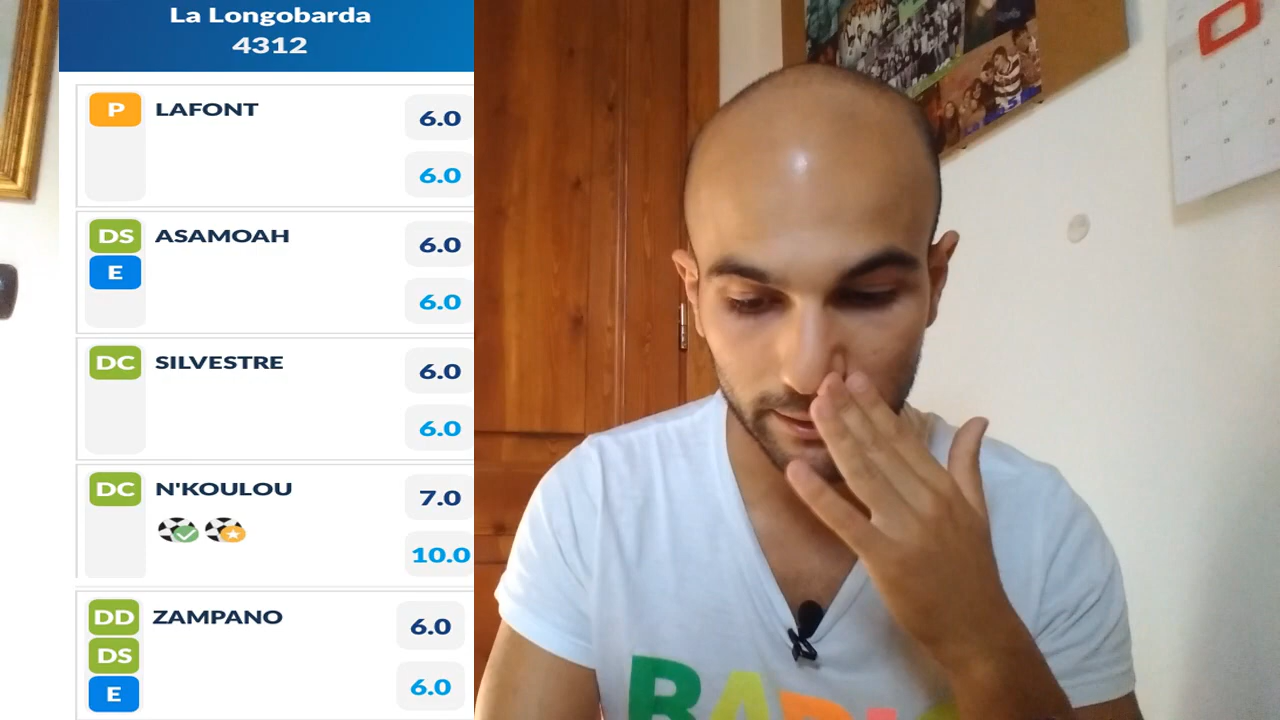 La Longobarda
4312
P LAFONT 6.0
6.0
DS ASAMOAH 6.0
E 6.0
DC SILVESTRE 6.0
6.0
DC N'KOULOU 7.0
10.0
DD ZAMPANO 6.0
DS
E 6.0